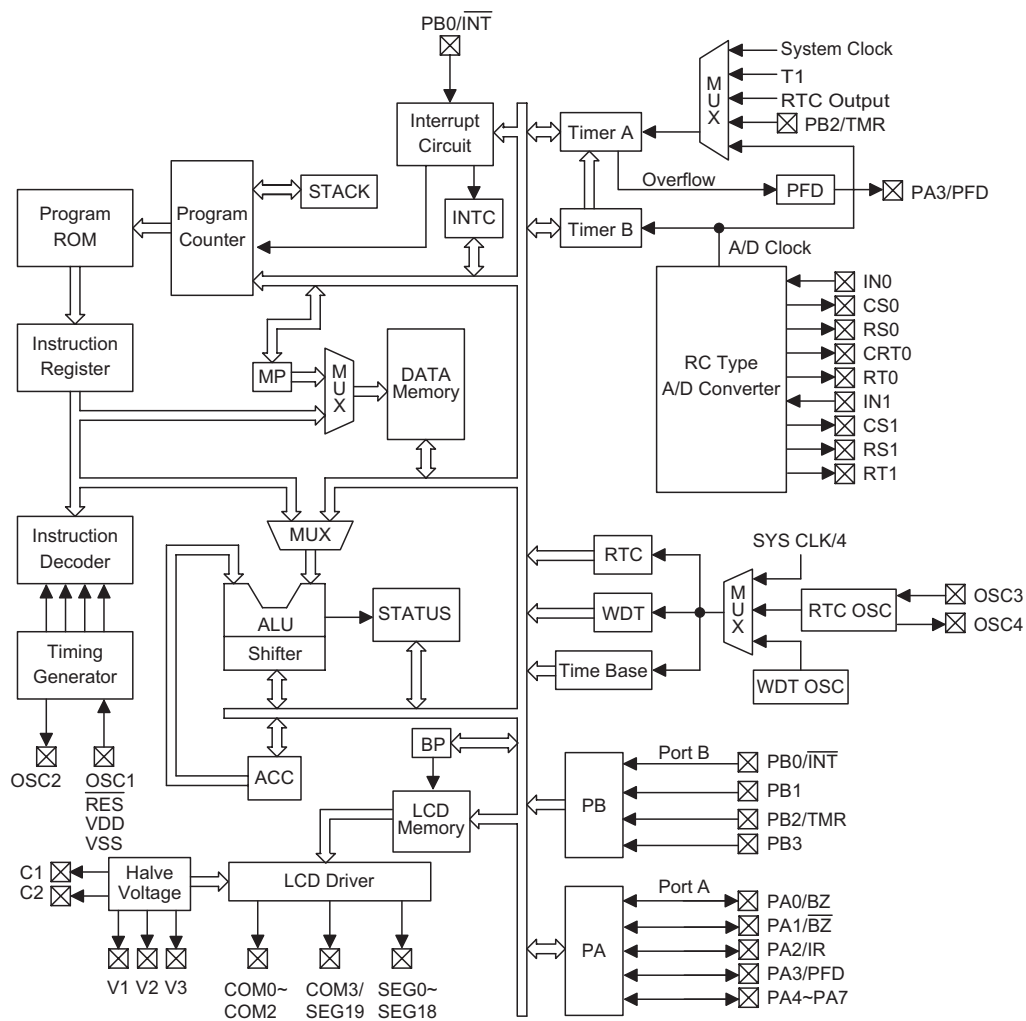 PB0/INT
System Clock
T1
RTC Output
PB2/TMR
MUX
Interrupt
Circuit
Timer A
Overflow
PFD
PA3/PFD
STACK
INTC
Program
ROM
Program
Counter
Timer B
A/D Clock
IN0
CS0
RS0
CRT0
RT0
IN1
CS1
RS1
RT1
RC Type
A/D Converter
Instruction
Register
MP
MUX
DATA
Memory
MUX
Instruction
Decoder
ALU
Shifter
STATUS
RTC
WDT
Time Base
MUX
SYS CLK/4
RTC OSC
OSC3
OSC4
WDT OSC
Timing
Generator
OSC2
OSC1
RES
VDD
VSS
ACC
BP
LCD
Memory
PB
Port B
PB0/INT
PB1
PB2/TMR
PB3
C1
C2
Halve
Voltage
LCD Driver
V1
V2
V3
COM0~
COM2
COM3/
SEG19
SEG0~
SEG18
PA
Port A
PA0/BZ
PA1/BZ
PA2/IR
PA3/PFD
PA4~PA7